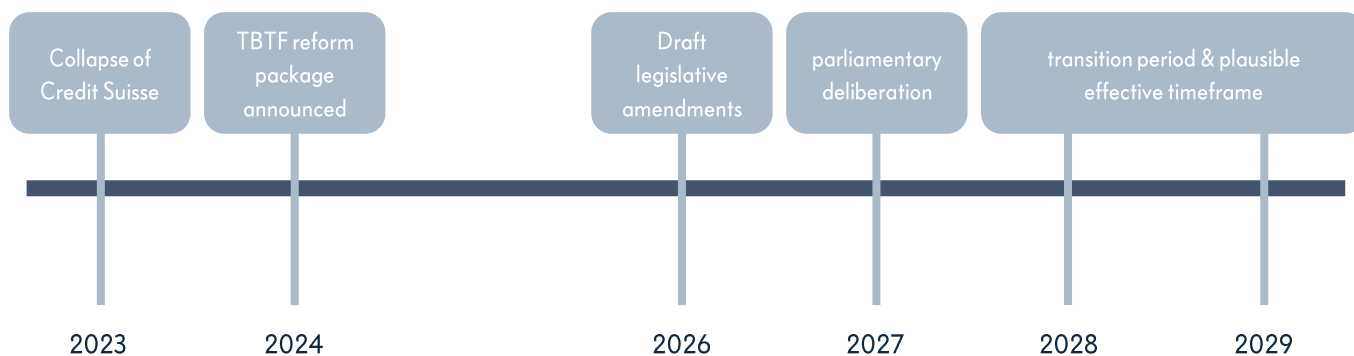 Collapse of
Credit Suisse
TBTF reform
package
announced
Draft
legislative
amendments
parliamentary
deliberation
transition period & plausible
effective timeframe
2023
2024
2026
2027
2028
2029